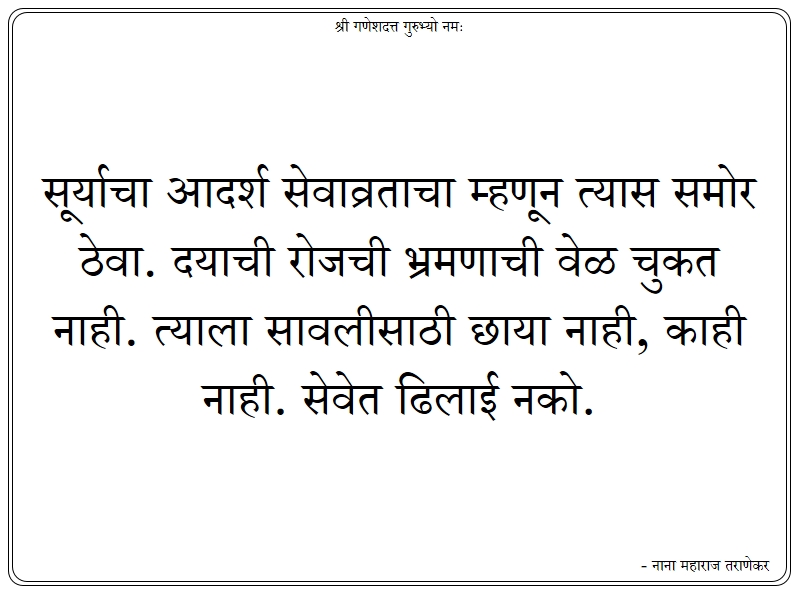 श्री गणेशदत्त गुरुभ्यो नमः
सूर्याचा आदर्श सेवाव्रताचा म्हणून त्यास समोर
ठेवा. दयाची रोजची भ्रमणाची वेळ चुकत
नाही. त्याला सावलीसाठी छाया नाही, काही
नाही. सेवेत ढिलाई नको.
- नाना महाराज तराणेकर